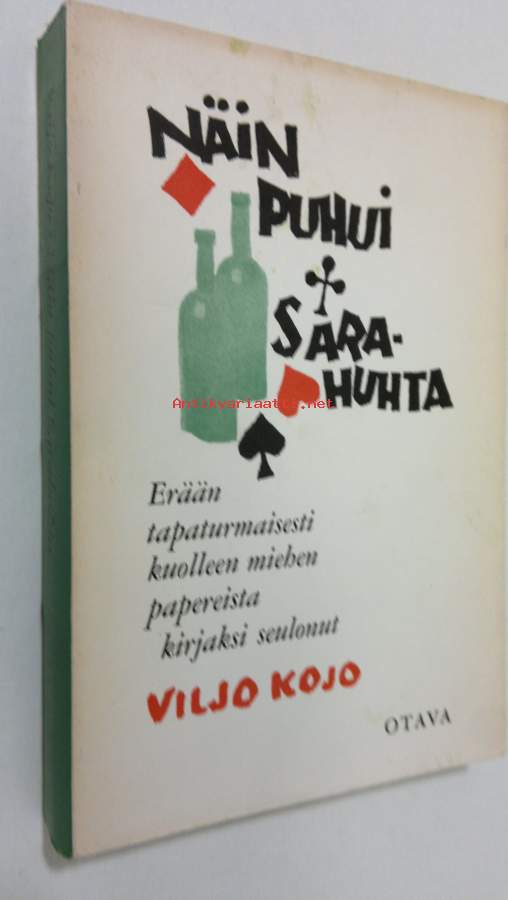 NÄIN
PUHUI
SARA-
HUHTA
Antikvariaatti.net
Erään
tapaturmaisesti
kuolleen miehen
papereista
kirjaksi seulonut
VILJO KOJO
OTAVA